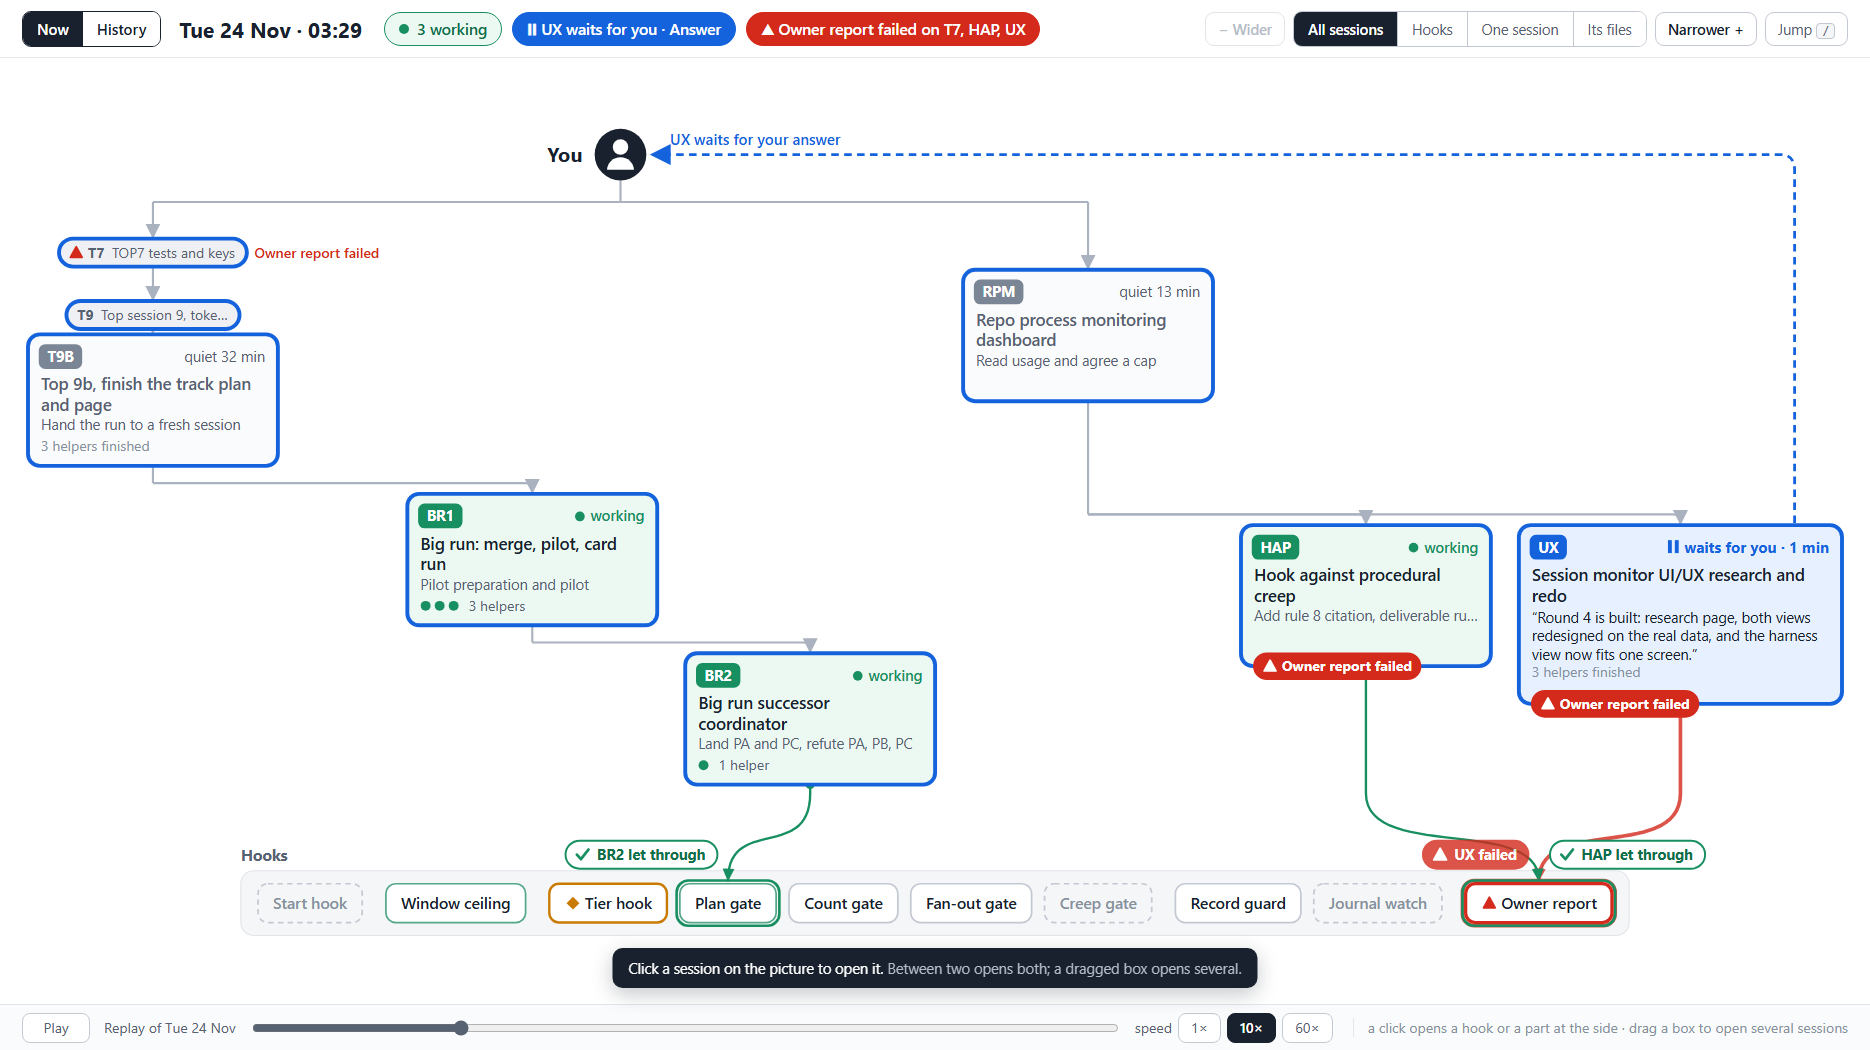 Now
History
Tue 24 Nov · 03:29
3 working
UX waits for you · Answer
Owner report failed on T7, HAP, UX
– Wider
All sessions
Hooks
One session
Its files
Narrower +
Jump /
You
UX waits for your answer
T7 TOP7 tests and keys
Owner report failed
T9 Top session 9, toke...
T9B
quiet 32 min
Top 9b, finish the track plan
and page
Hand the run to a fresh session
3 helpers finished
RPM
quiet 13 min
Repo process monitoring
dashboard
Read usage and agree a cap
BR1
working
Big run: merge, pilot, card
run
Pilot preparation and pilot
3 helpers
HAP
working
Hook against procedural
creep
Add rule 8 citation, deliverable ru...
Owner report failed
UX
waits for you · 1 min
Session monitor UI/UX research and
redo
“Round 4 is built: research page, both views
redesigned on the real data, and the harness
view now fits one screen.”
3 helpers finished
Owner report failed
BR2
working
Big run successor
coordinator
Land PA and PC, refute PA, PB, PC
1 helper
Hooks
BR2 let through
UX failed
HAP let through
Start hook
Window ceiling
Tier hook
Plan gate
Count gate
Fan-out gate
Creep gate
Record guard
Journal watch
Owner report
Click a session on the picture to open it. Between two opens both; a dragged box opens several.
Play
Replay of Tue 24 Nov
speed
1×
10×
60×
a click opens a hook or a part at the side · drag a box to open several sessions